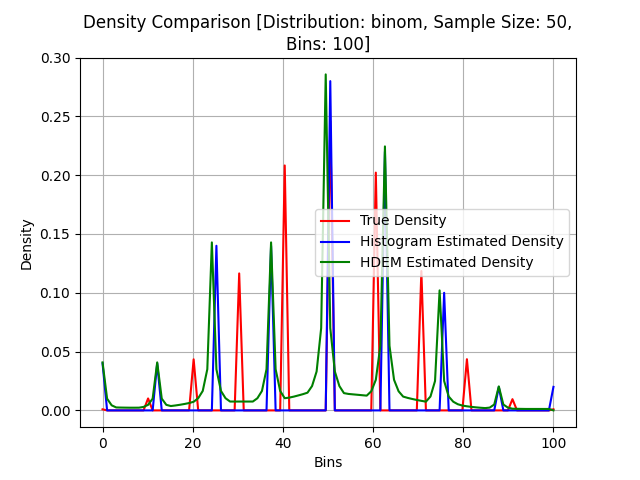 Density Comparison [Distribution: binom, Sample Size: 50,
Bins: 100]
0.30
0.25
0.20
0.15
0.10
0.05
0.00
Density
True Density
Histogram Estimated Density
HDEM Estimated Density
0 20 40 60 80 100
Bins